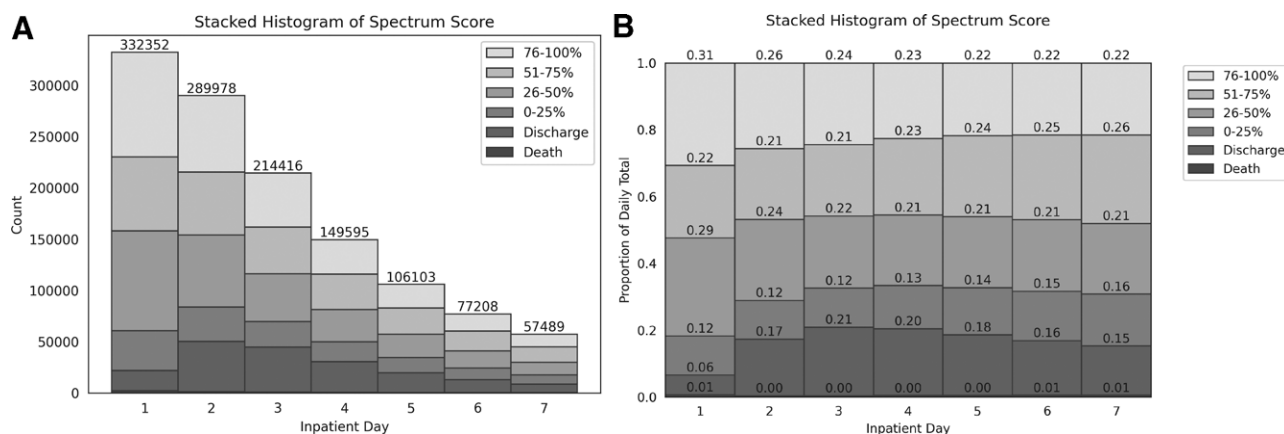 A
Stacked Histogram of Spectrum Score
332352
289978
214416
149595
106103
77208
57489
76-100%
51-75%
26-50%
0-25%
Discharge
Death
300000
250000
200000
150000
100000
50000
0
Count
1 2 3 4 5 6 7
Inpatient Day
B
Stacked Histogram of Spectrum Score
0.31 0.26 0.24 0.23 0.22 0.22 0.22
0.22 0.21 0.21 0.23 0.24 0.25 0.26
0.29 0.24 0.22 0.21 0.21 0.21 0.21
0.12 0.12 0.12 0.13 0.14 0.15 0.16
0.06 0.17 0.21 0.20 0.18 0.16 0.15
0.01 0.00 0.00 0.00 0.00 0.01 0.01
1.0
0.8
0.6
0.4
0.2
0.0
Proportion of Daily Total
1 2 3 4 5 6 7
Inpatient Day
76-100%
51-75%
26-50%
0-25%
Discharge
Death